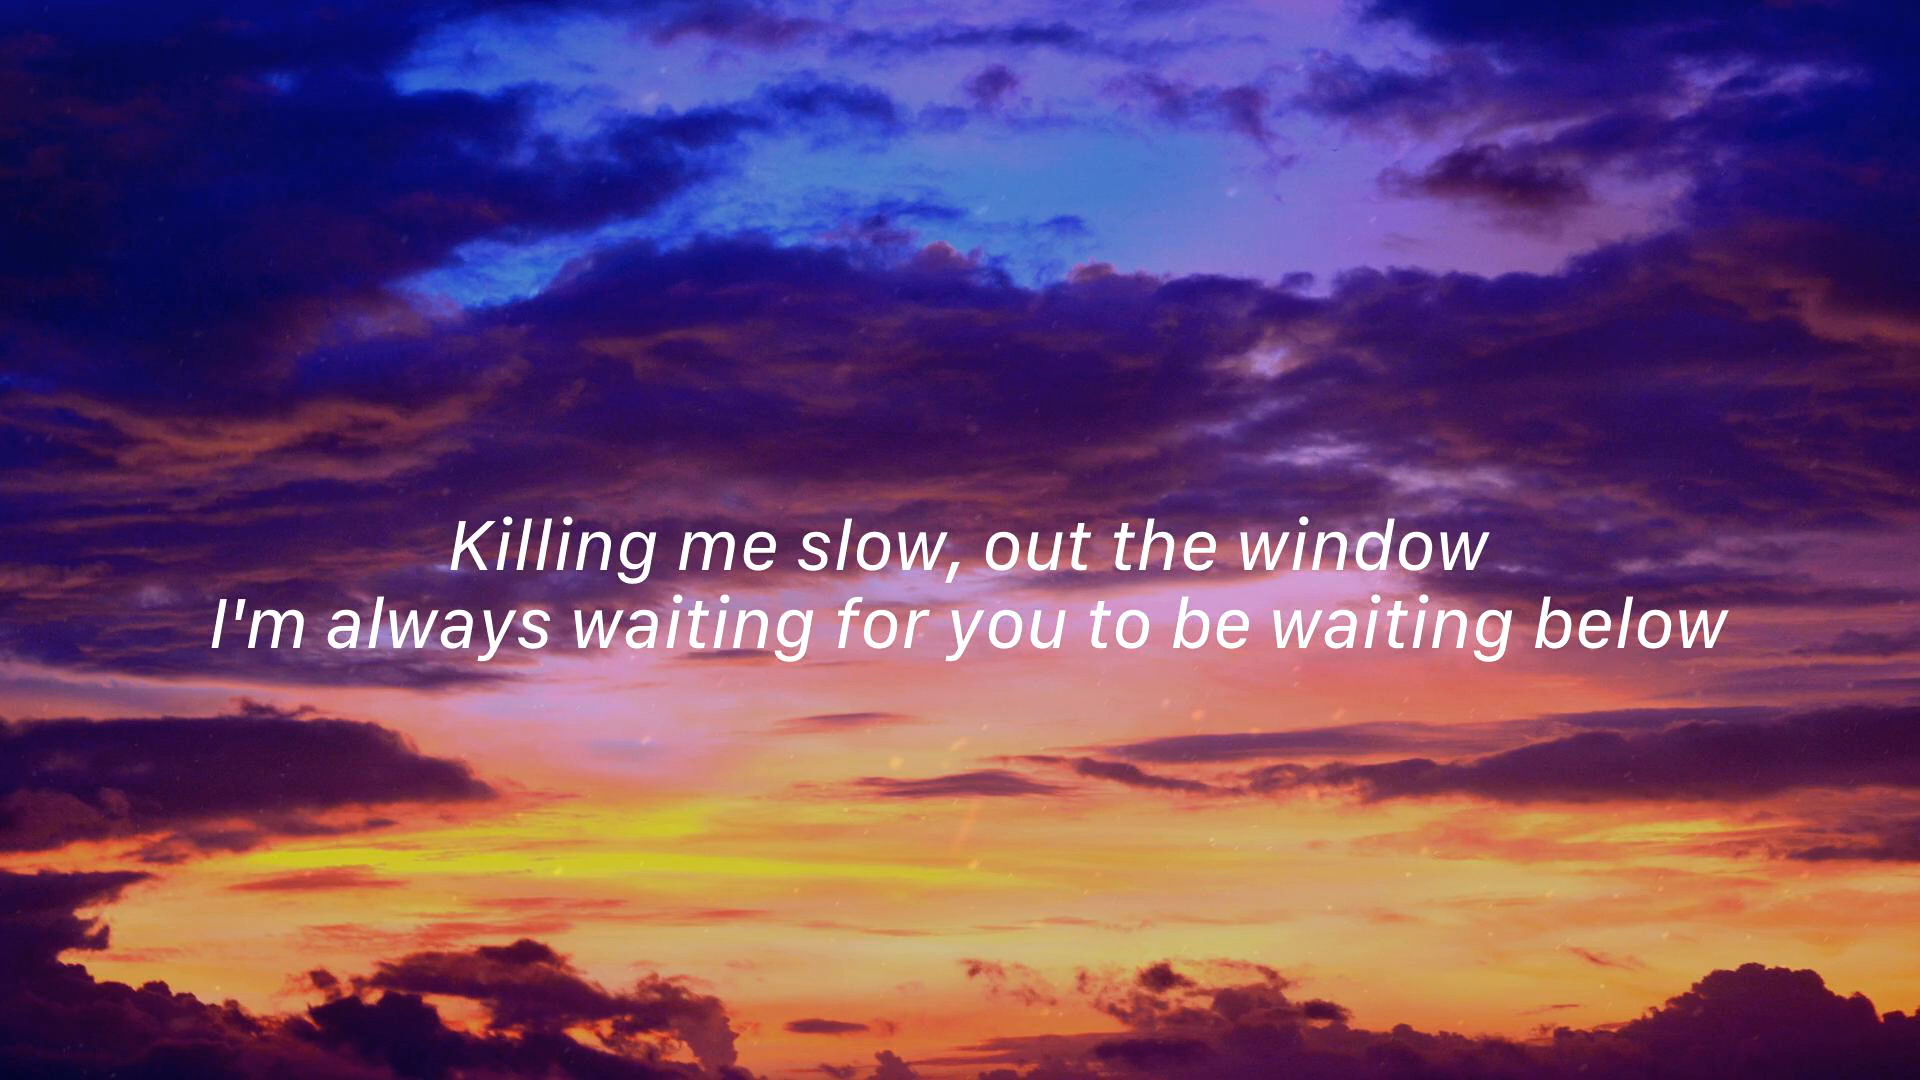 Killing me slow, out the window
I'm always waiting for you to be waiting below